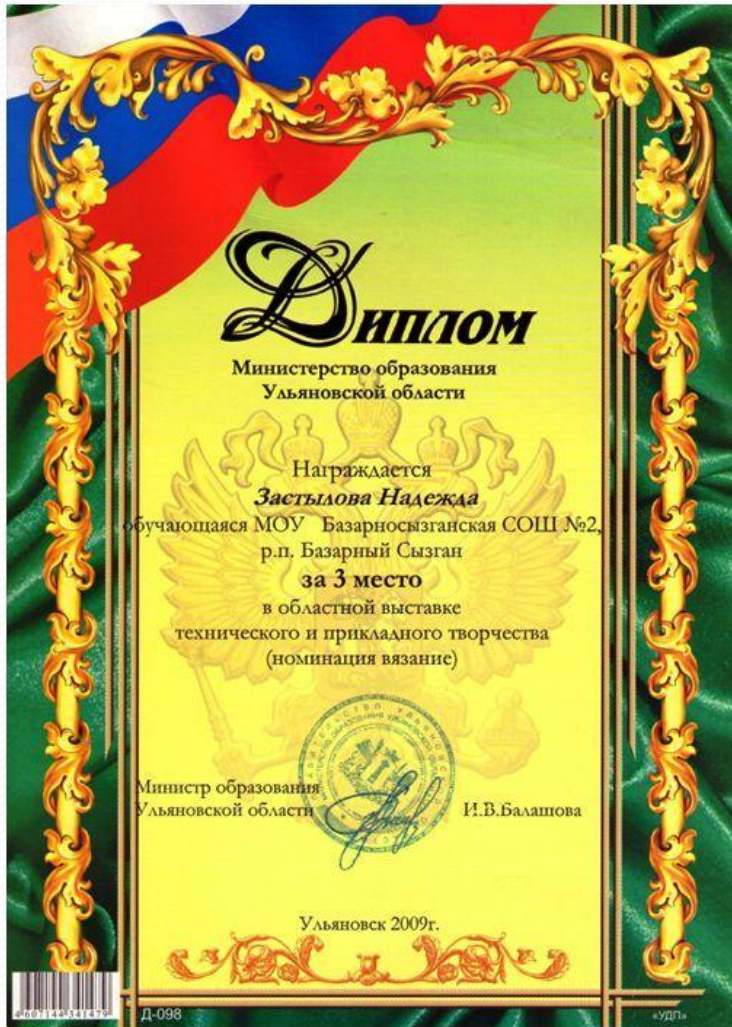 Диплом
Министерство образования
Ульяновской области
Награждается
Застылова Надежда
обучающаяся МОУ Базарносызганская СОШ №2,
р.п. Базарный Сызган
за 3 место
в областной выставке
технического и прикладного творчества
(номинация вязание)
Министр образования
Ульяновской области
И.В.Балашова
Ульяновск 2009г.
4607144541479
Д-098
«УДП»